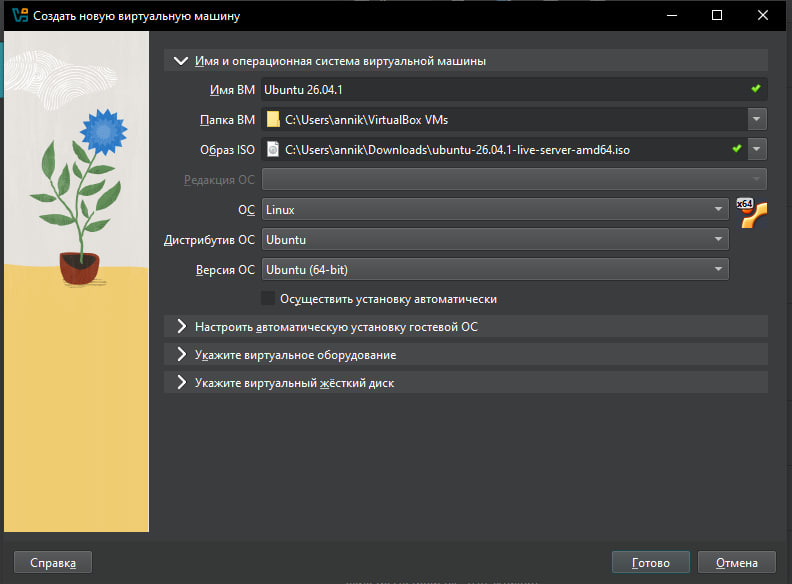 Создать новую виртуальную машину
Имя и операционная система виртуальной машины
Имя ВМ Ubuntu 26.04.1
Папка ВМ C:\Users\annik\VirtualBox VMs
Образ ISO C:\Users\annik\Downloads\ubuntu-26.04.1-live-server-amd64.iso
Редакция ОС
ОС Linux x64
Дистрибутив ОС Ubuntu
Версия ОС Ubuntu (64-bit)
Осуществить установку автоматически
Настроить автоматическую установку гостевой ОС
Укажите виртуальное оборудование
Укажите виртуальный жёсткий диск
Справка Готово Отмена